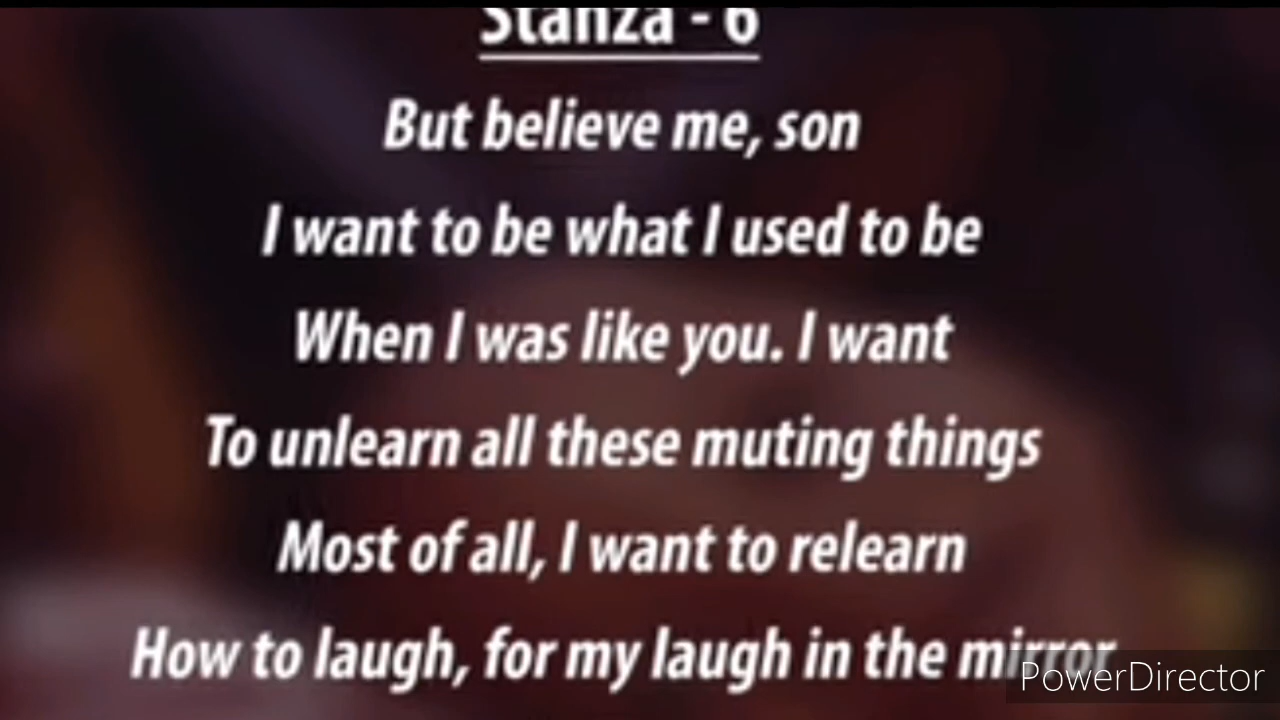 Stanza - 6
But believe me, son
I want to be what I used to be
When I was like you. I want
To unlearn all these muting things
Most of all, I want to relearn
How to laugh, for my laugh in the mirror
PowerDirector